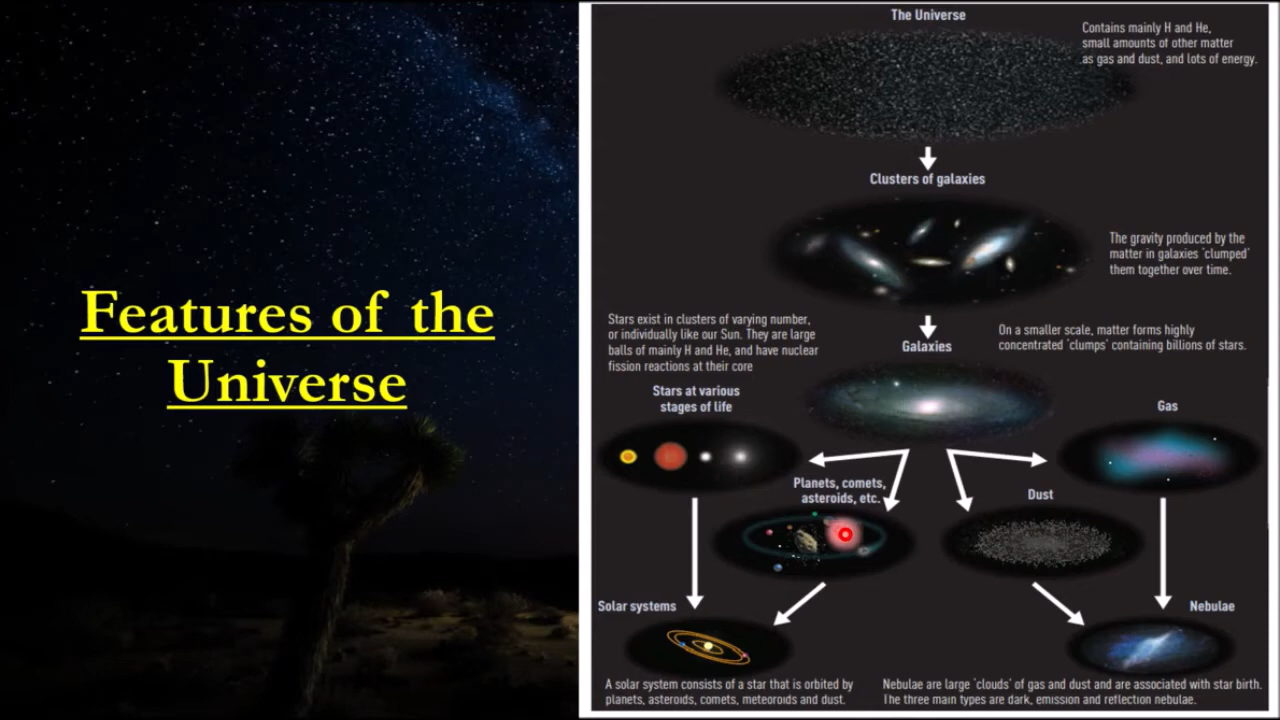 Features of the
Universe
The Universe
Contains mainly H and He,
small amounts of other matter
as gas and dust, and lots of energy.
Clusters of galaxies
The gravity produced by the
matter in galaxies 'clumped'
them together over time.
Stars exist in clusters of varying number,
or individually like our Sun. They are large
balls of mainly H and He, and have nuclear
fission reactions at their core
Galaxies
On a smaller scale, matter forms highly
concentrated 'clumps' containing billions of stars.
Stars at various
stages of life
Gas
Planets, comets,
asteroids, etc.
Dust
Solar systems
Nebulae
A solar system consists of a star that is orbited by
planets, asteroids, comets, meteoroids and dust.
Nebulae are large 'clouds' of gas and dust and are associated with star birth.
The three main types are dark, emission and reflection nebulae.